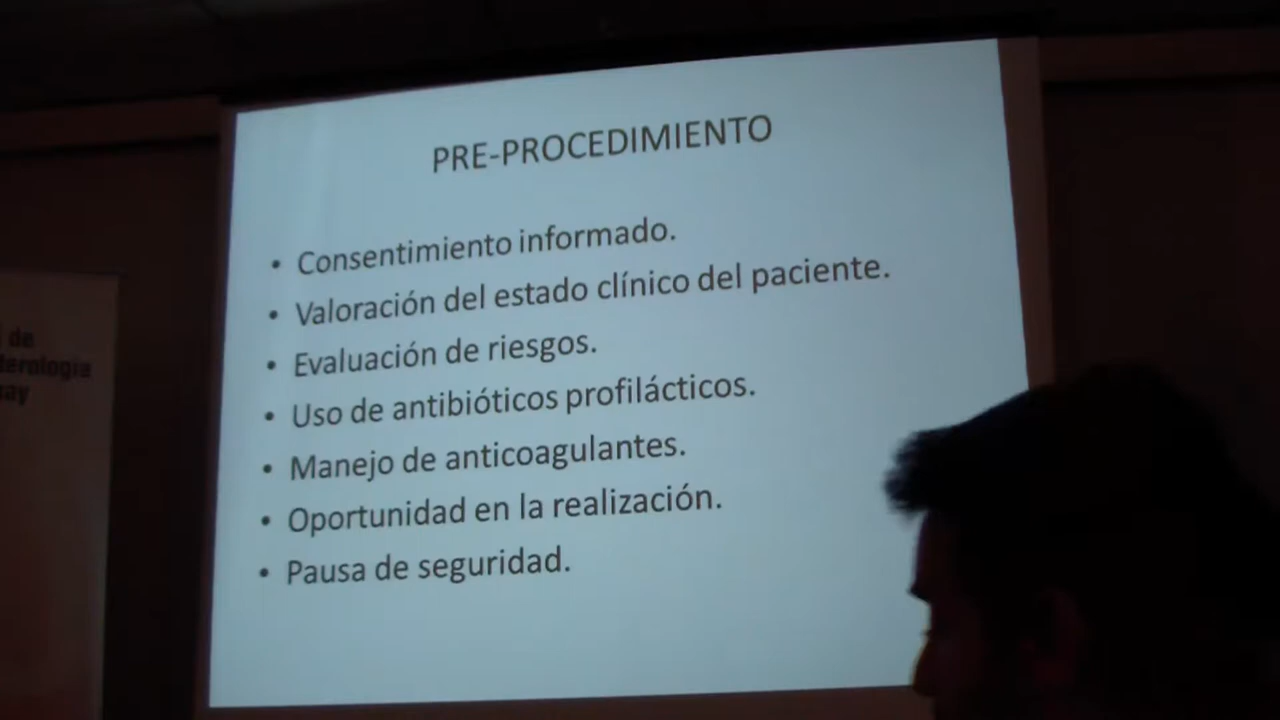 PRE-PROCEDIMIENTO
• Consentimiento informado.
• Valoración del estado clínico del paciente.
• Evaluación de riesgos.
• Uso de antibióticos profilácticos.
• Manejo de anticoagulantes.
• Oportunidad en la realización.
• Pausa de seguridad.
de